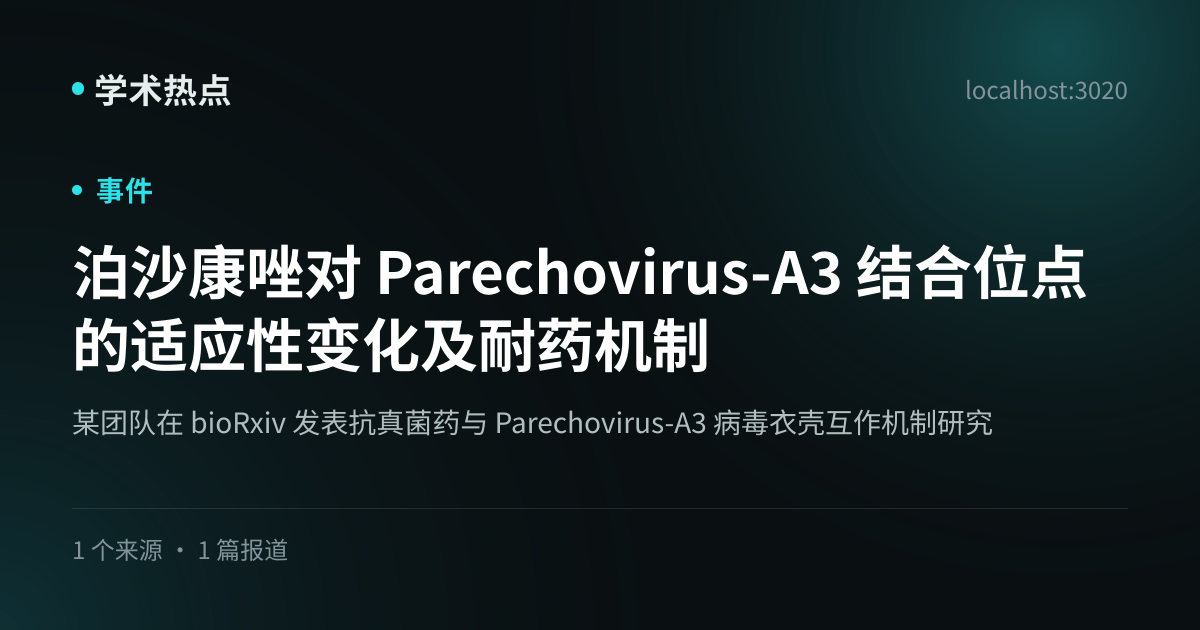 学术热点
localhost:3020
事件
泊沙康唑对 Parechovirus-A3 结合位点
的适应性变化及耐药机制
某团队在 bioRxiv 发表抗真菌药与 Parechovirus-A3 病毒衣壳互作机制研究
1 个来源 · 1 篇报道